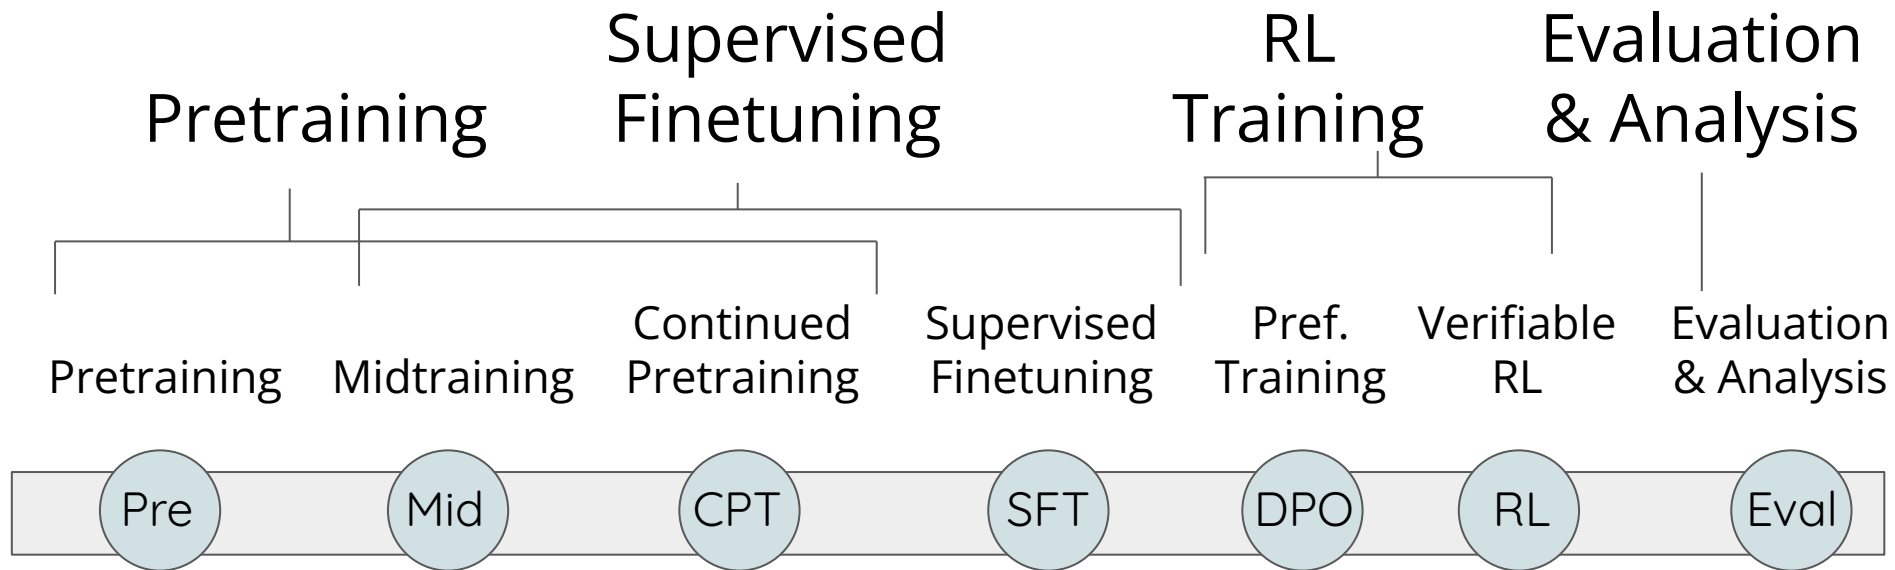 Pretraining
Supervised
Finetuning
RL
Training
Evaluation
& Analysis
Pretraining
Midtraining
Continued
Pretraining
Supervised
Finetuning
Pref.
Training
Verifiable
RL
Evaluation
& Analysis
Pre
Mid
CPT
SFT
DPO
RL
Eval